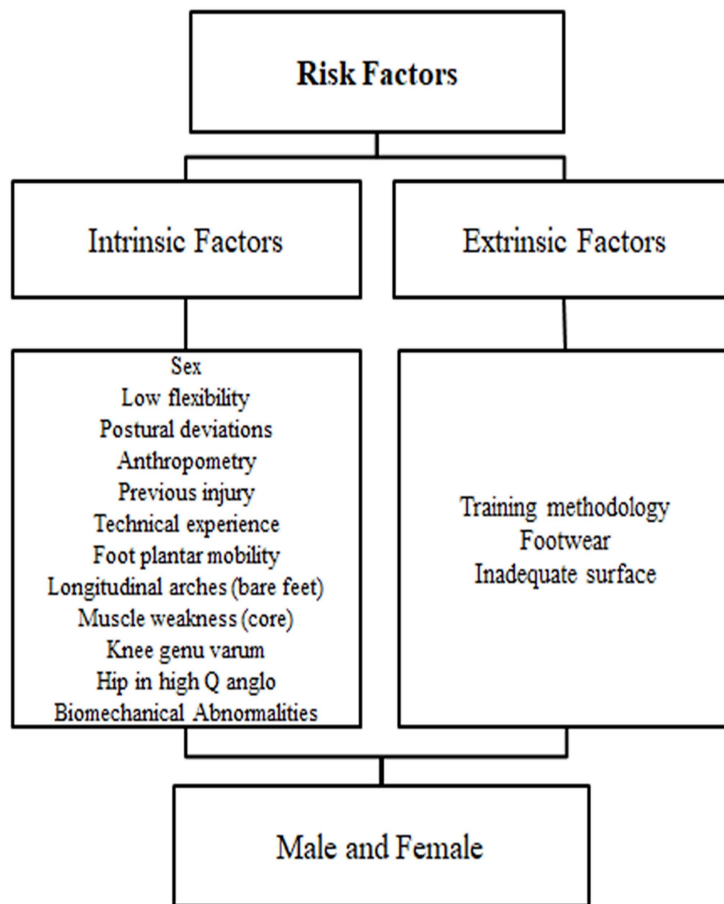 Risk Factors
Intrinsic Factors
Extrinsic Factors
Sex
Low flexibility
Postural deviations
Anthropometry
Previous injury
Technical experience
Foot plantar mobility
Longitudinal arches (bare feet)
Muscle weakness (core)
Knee genu varum
Hip in high Q anglo
Biomechanical Abnormalities
Training methodology
Footwear
Inadequate surface
Male and Female